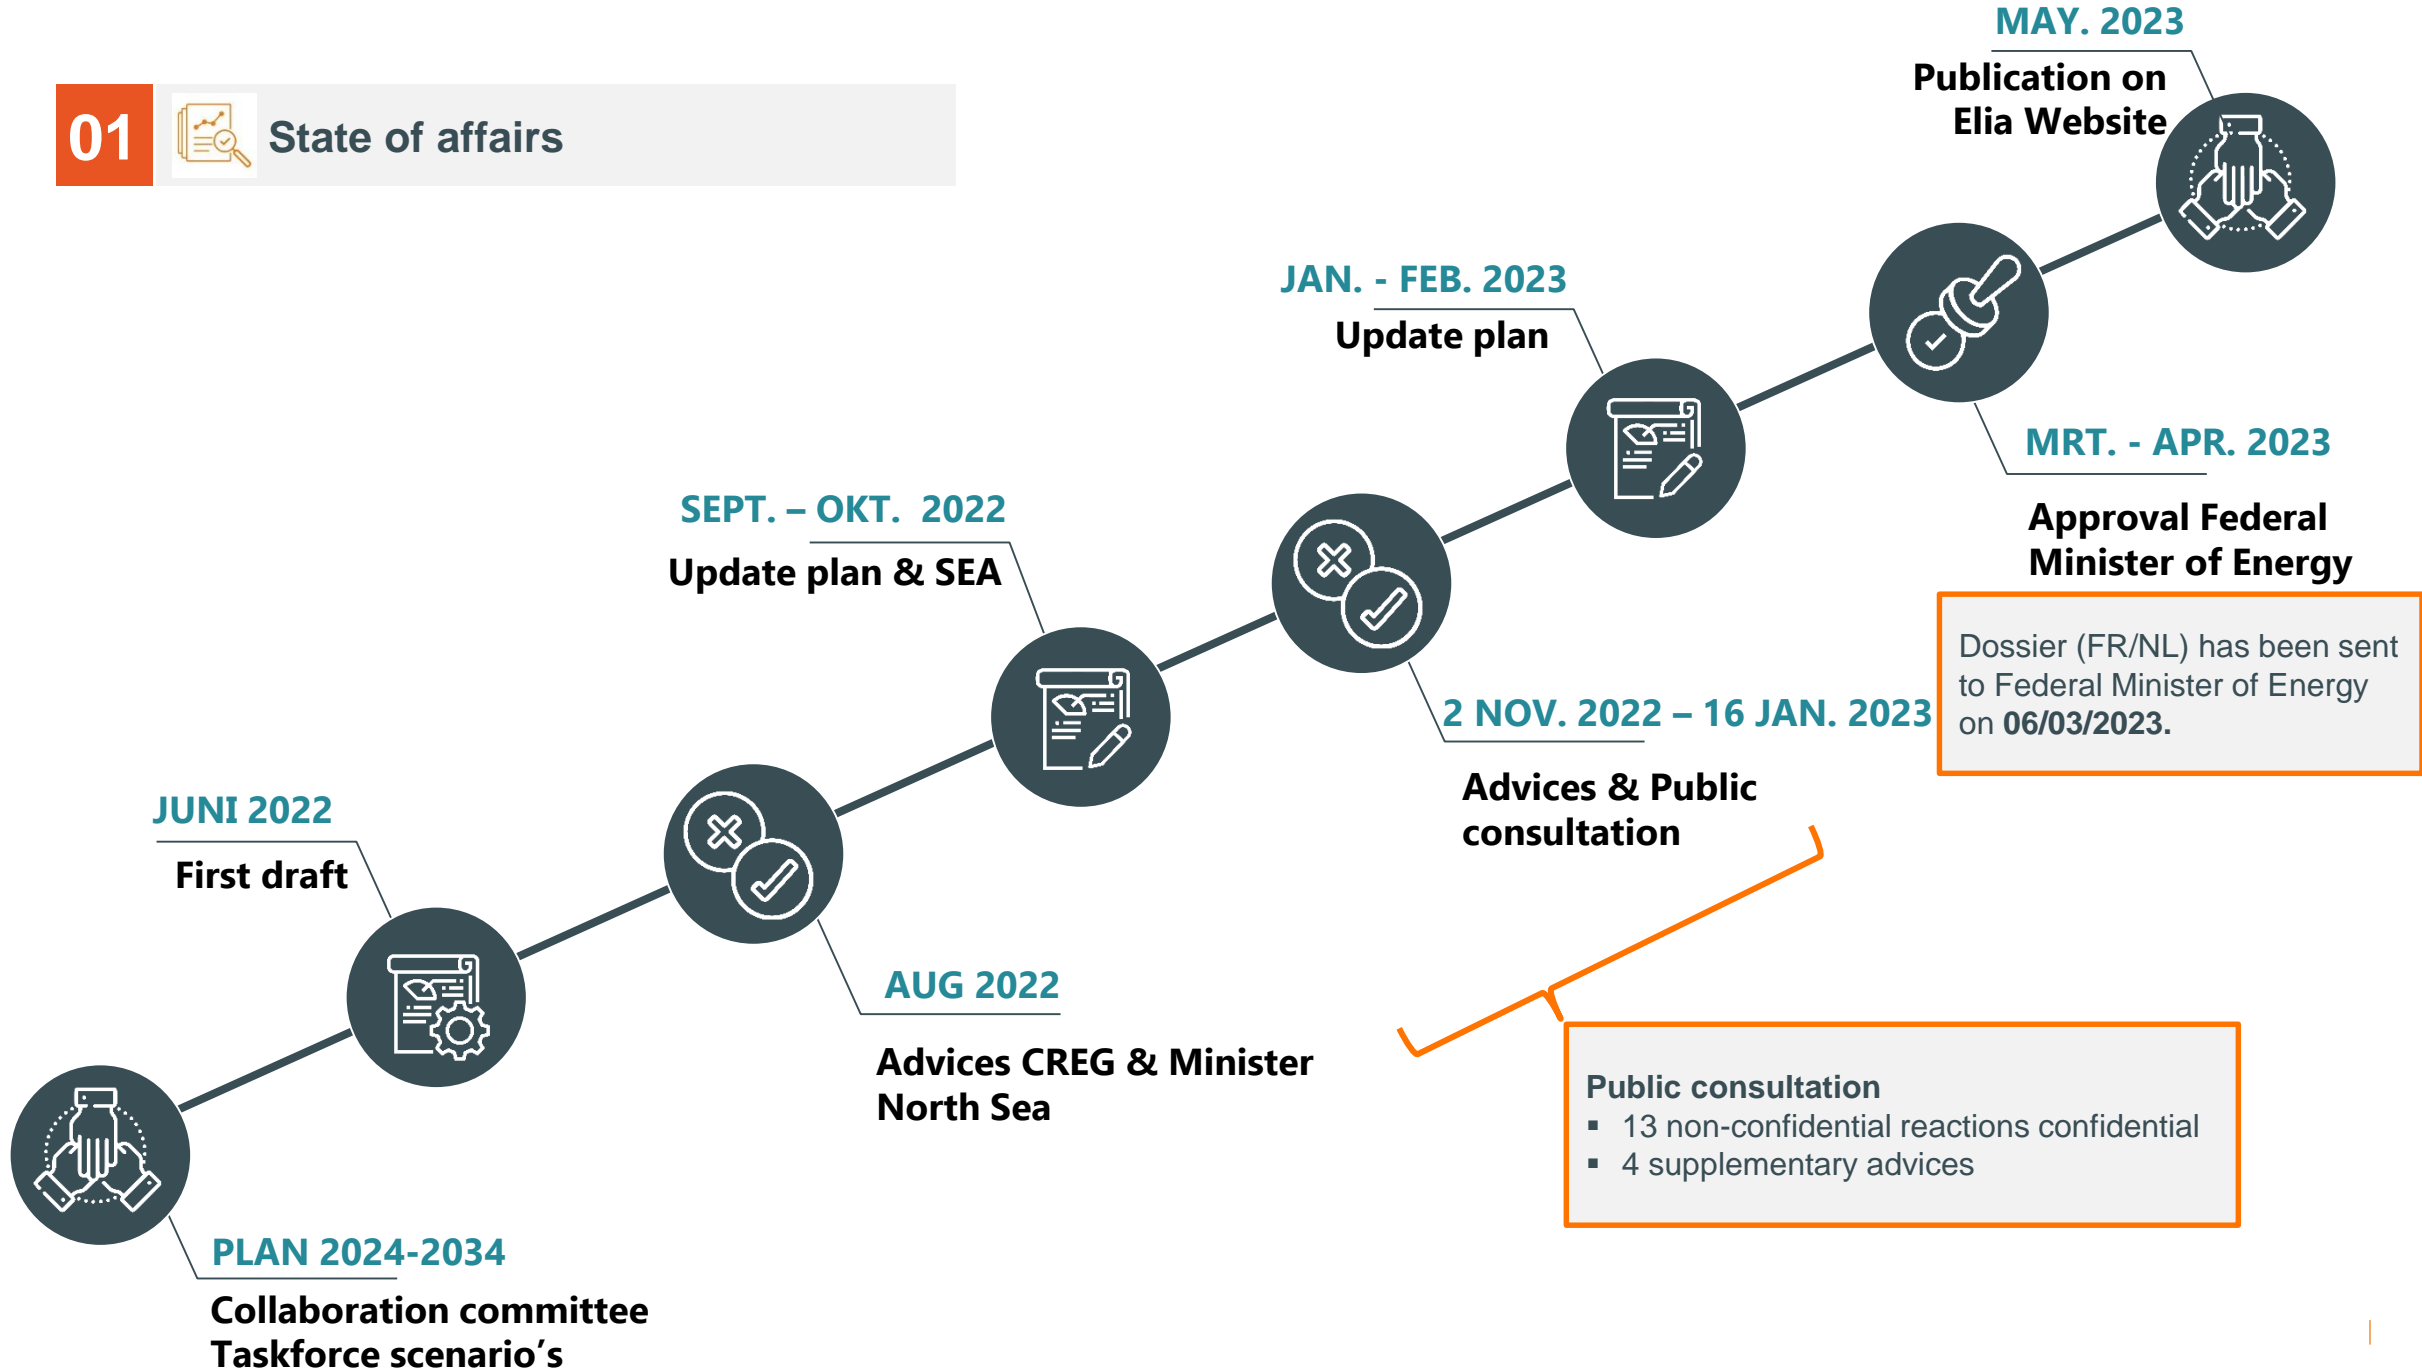 01
State of affairs
MAY. 2023
Publication on
Elia Website
JAN. - FEB. 2023
Update plan
MRT. - APR. 2023
Approval Federal
Minister of Energy
Dossier (FR/NL) has been sent
to Federal Minister of Energy
on 06/03/2023.
SEPT. – OKT. 2022
Update plan & SEA
2 NOV. 2022 – 16 JAN. 2023
Advices & Public
consultation
JUNI 2022
First draft
AUG 2022
Advices CREG & Minister
North Sea
Public consultation
▪ 13 non-confidential reactions confidential
▪ 4 supplementary advices
PLAN 2024-2034
Collaboration committee
Taskforce scenario’s